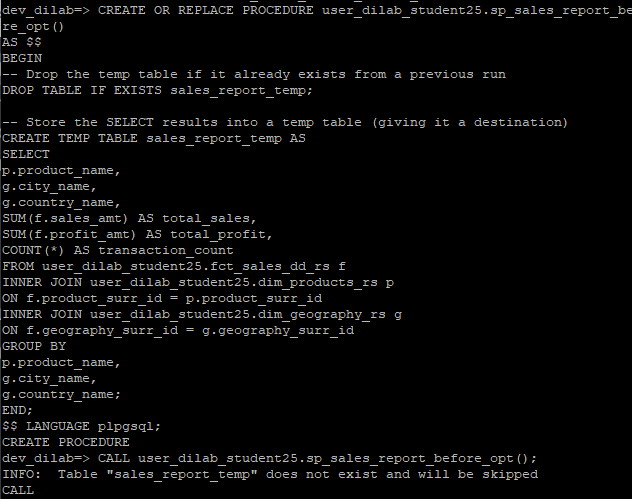 dev_dilab=> CREATE OR REPLACE PROCEDURE user_dilab_student25.sp_sales_report_befo
re_opt()
AS $$
BEGIN
-- Drop the temp table if it already exists from a previous run
DROP TABLE IF EXISTS sales_report_temp;

-- Store the SELECT results into a temp table (giving it a destination)
CREATE TEMP TABLE sales_report_temp AS
SELECT
p.product_name,
g.city_name,
g.country_name,
SUM(f.sales_amt) AS total_sales,
SUM(f.profit_amt) AS total_profit,
COUNT(*) AS transaction_count
FROM user_dilab_student25.fct_sales_dd_rs f
INNER JOIN user_dilab_student25.dim_products_rs p
ON f.product_surr_id = p.product_surr_id
INNER JOIN user_dilab_student25.dim_geography_rs g
ON f.geography_surr_id = g.geography_surr_id
GROUP BY
p.product_name,
g.city_name,
g.country_name;
END;
$$ LANGUAGE plpgsql;
CREATE PROCEDURE
dev_dilab=> CALL user_dilab_student25.sp_sales_report_before_opt();
INFO:  Table "sales_report_temp" does not exist and will be skipped
CALL